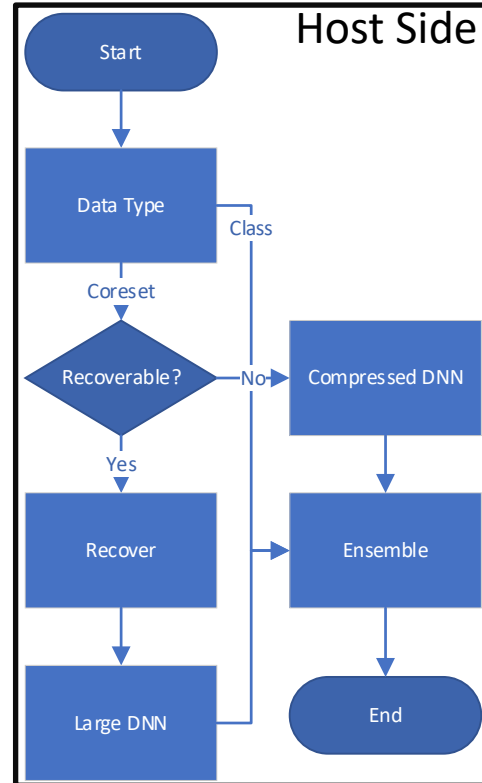 Host Side
Start
Data Type
Class
Coreset
Recoverable?
No
Compressed DNN
Yes
Recover
Ensemble
Large DNN
End